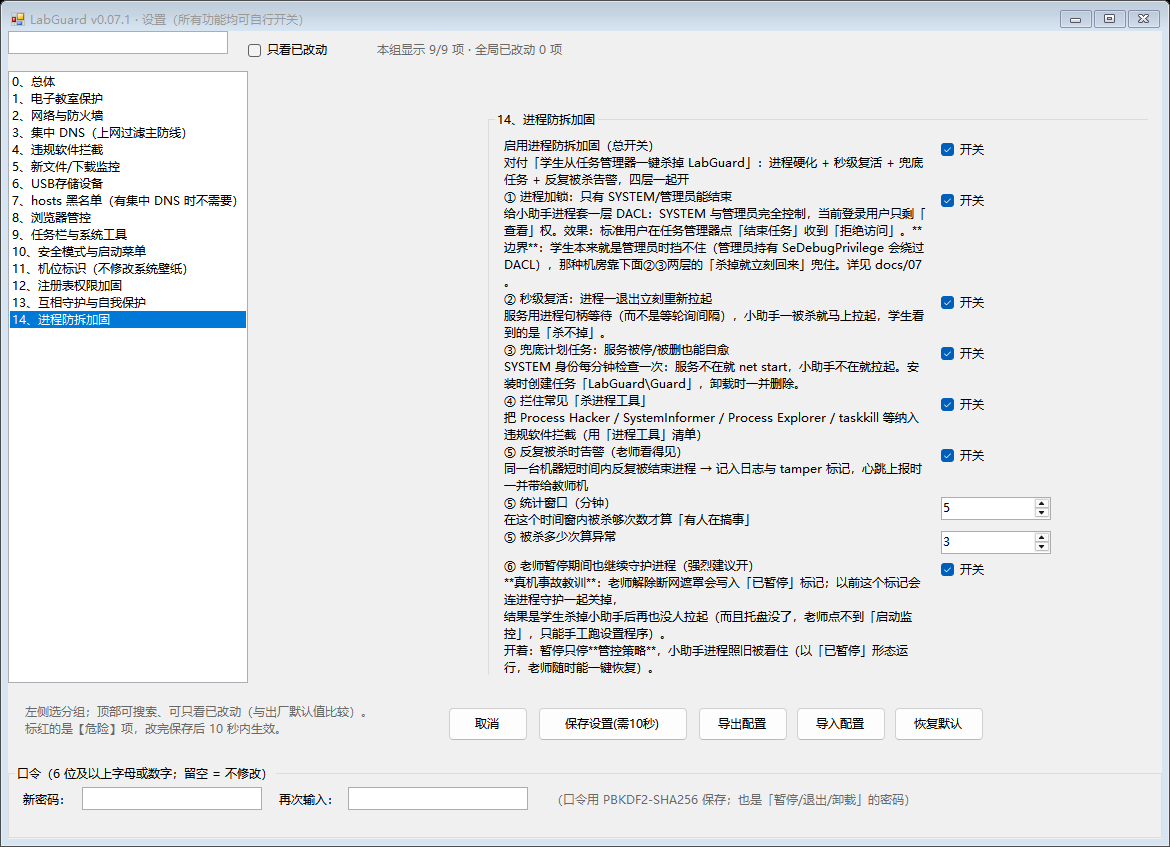 LabGuard v0.07.1 · 设置（所有功能均可自行开关）
只看已改动
本组显示 9/9 项 · 全局已改动 0 项
0、总体
1、电子教室保护
2、网络与防火墙
3、集中 DNS（上网过滤主防线）
4、违规软件拦截
5、新文件/下载监控
6、USB存储设备
7、hosts 黑名单（有集中 DNS 时不需要）
8、浏览器管控
9、任务栏与系统工具
10、安全模式与启动菜单
11、机位标识（不修改系统壁纸）
12、注册表权限加固
13、互相守护与自我保护
14、进程防拆加固
14、进程防拆加固
启用进程防拆加固（总开关）
开关
对付「学生从任务管理器一键杀掉 LabGuard」：进程硬化 + 秒级复活 + 兜底
任务 + 反复被杀告警，四层一起开
① 进程加锁：只有 SYSTEM/管理员能结束
开关
给小助手进程套一层 DACL：SYSTEM 与管理员完全控制，当前登录用户只剩「
查看」权。效果：标准用户在任务管理器点「结束任务」收到「拒绝访问」。**
边界**：学生本来就是管理员时挡不住（管理员持有 SeDebugPrivilege 会绕过
DACL），那种机房靠下面②③两层的「杀掉就立刻回来」兜住。详见 docs/07
。
② 秒级复活：进程一退出立刻重新拉起
开关
服务用进程句柄等待（而不是等轮询间隔），小助手一被杀就马上拉起，学生看
到的是「杀不掉」。
③ 兜底计划任务：服务被停/被删也能自愈
开关
SYSTEM 身份每分钟检查一次：服务不在就 net start，小助手不在就拉起。安
装时创建任务「LabGuard\Guard」，卸载时一并删除。
④ 拦住常见「杀进程工具」
开关
把 Process Hacker / SystemInformer / Process Explorer / taskkill 等纳入
违规软件拦截（用「进程工具」清单）
⑤ 反复被杀时告警（老师看得见）
开关
同一台机器短时间内反复被结束进程 → 记入日志与 tamper 标记，心跳上报时
一并带给教师机
⑤ 统计窗口（分钟）
5
在这个时间窗内被杀够次数才算「有人在搞事」
⑤ 被杀多少次算异常
3
⑥ 老师暂停期间也继续守护进程（强烈建议开）
开关
**真机事故教训**：老师解除断网遮罩会写入「已暂停」标记；以前这个标记会
连进程守护一起关掉，
结果是学生杀掉小助手后再也没人拉起（而且托盘没了，老师点不到「启动监
控」，只能手工跑设置程序）。
开着：暂停只停**管控策略**，小助手进程照旧被看住（以「已暂停」形态运
行，老师随时能一键恢复）。
左侧选分组；顶部可搜索、可只看已改动（与出厂默认值比较）。
标红的是【危险】项，改完保存后 10 秒内生效。
取消
保存设置(需10秒)
导出配置
导入配置
恢复默认
口令（6 位及以上字母或数字；留空 = 不修改）
新密码：
再次输入：
（口令用 PBKDF2-SHA256 保存；也是「暂停/退出/卸载」的密码）